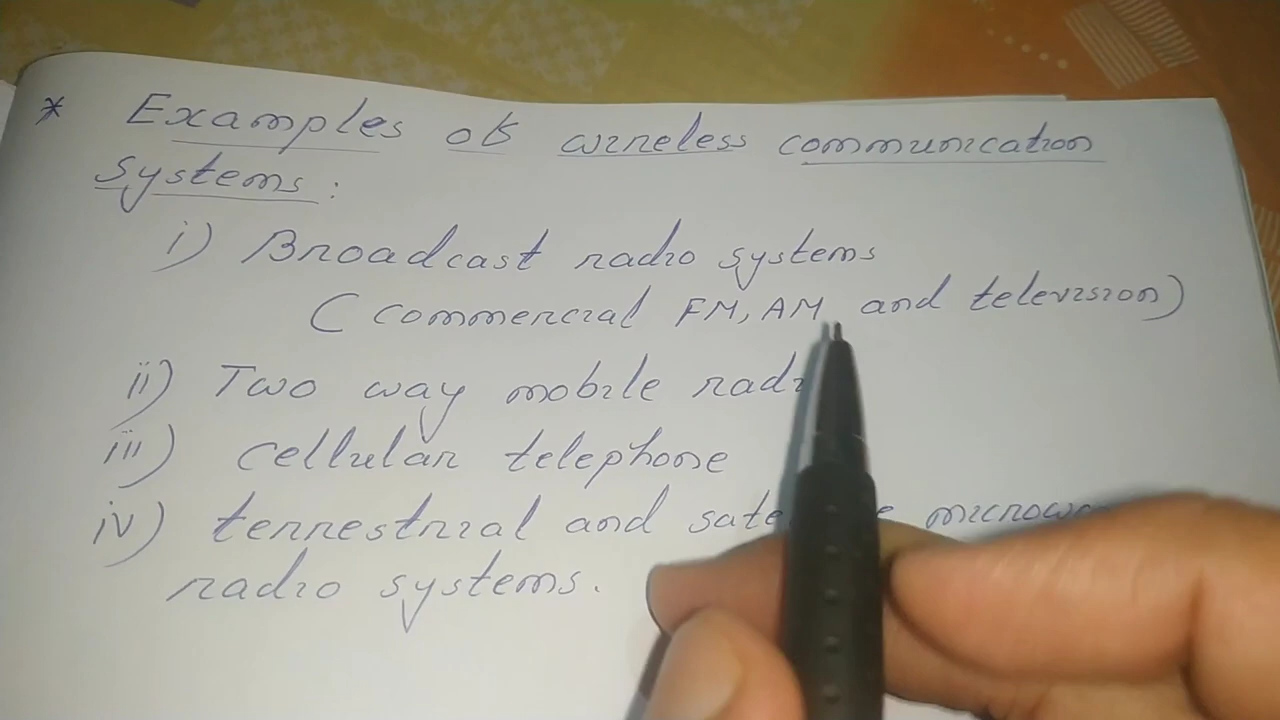 * Examples of wireless communication
systems:
i) Broadcast radio systems
( commercial FM, AM and television)
ii) Two way mobile
iii) cellular telephone
iv) terrestrial and
radio systems.